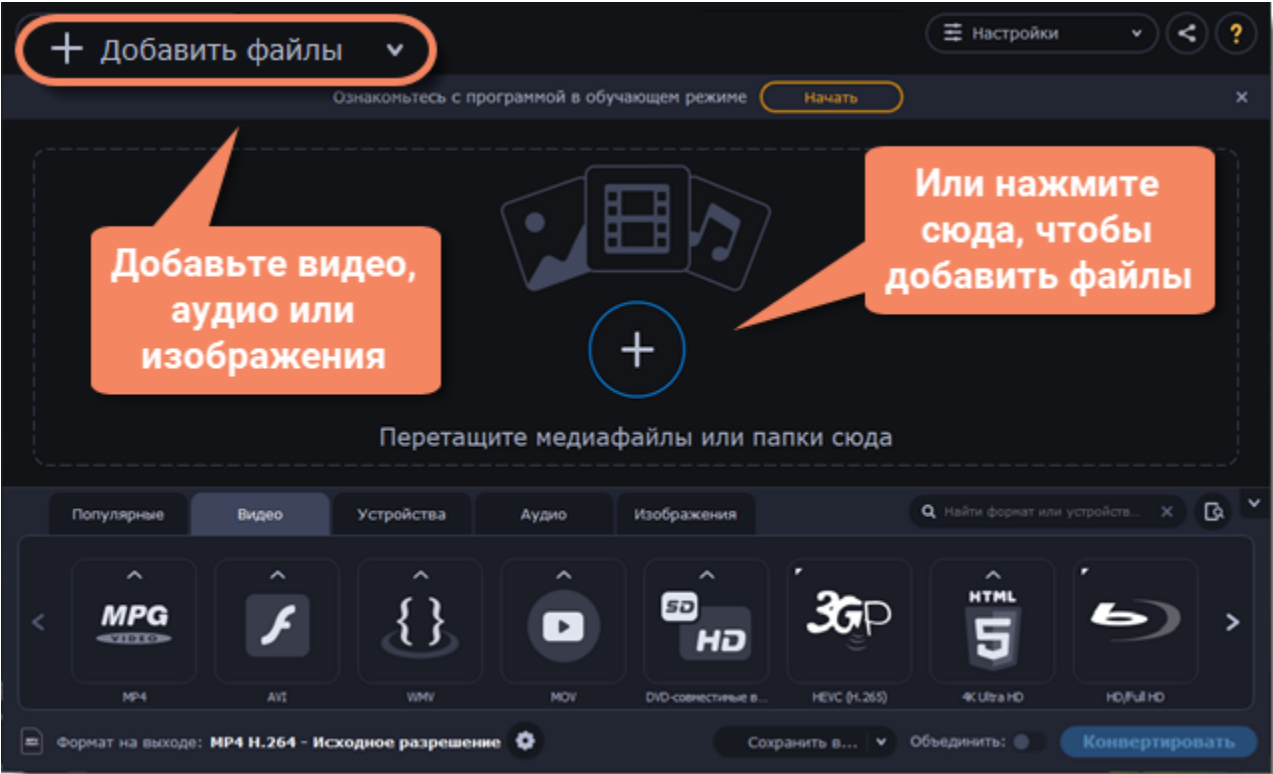 + Добавить файлы
Настройки
?
Ознакомьтесь с программой в обучающем режиме
Начать
Или нажмите
сюда, чтобы
добавить файлы
Добавьте видео,
аудио или
изображения
Перетащите медиафайлы или папки сюда
Популярные
Видео
Устройства
Аудио
Изображения
Найти формат или устройств...
MPG
VIDEO
{ }
SD
HD
3GP
HTML
5
MP4
AVI
WMV
MOV
DVD-совместимые в...
HEVC (H.265)
4K Ultra HD
HD/Full HD
Формат на выходе: MP4 H.264 - Исходное разрешение
Сохранить в...
Объединить:
Конвертировать